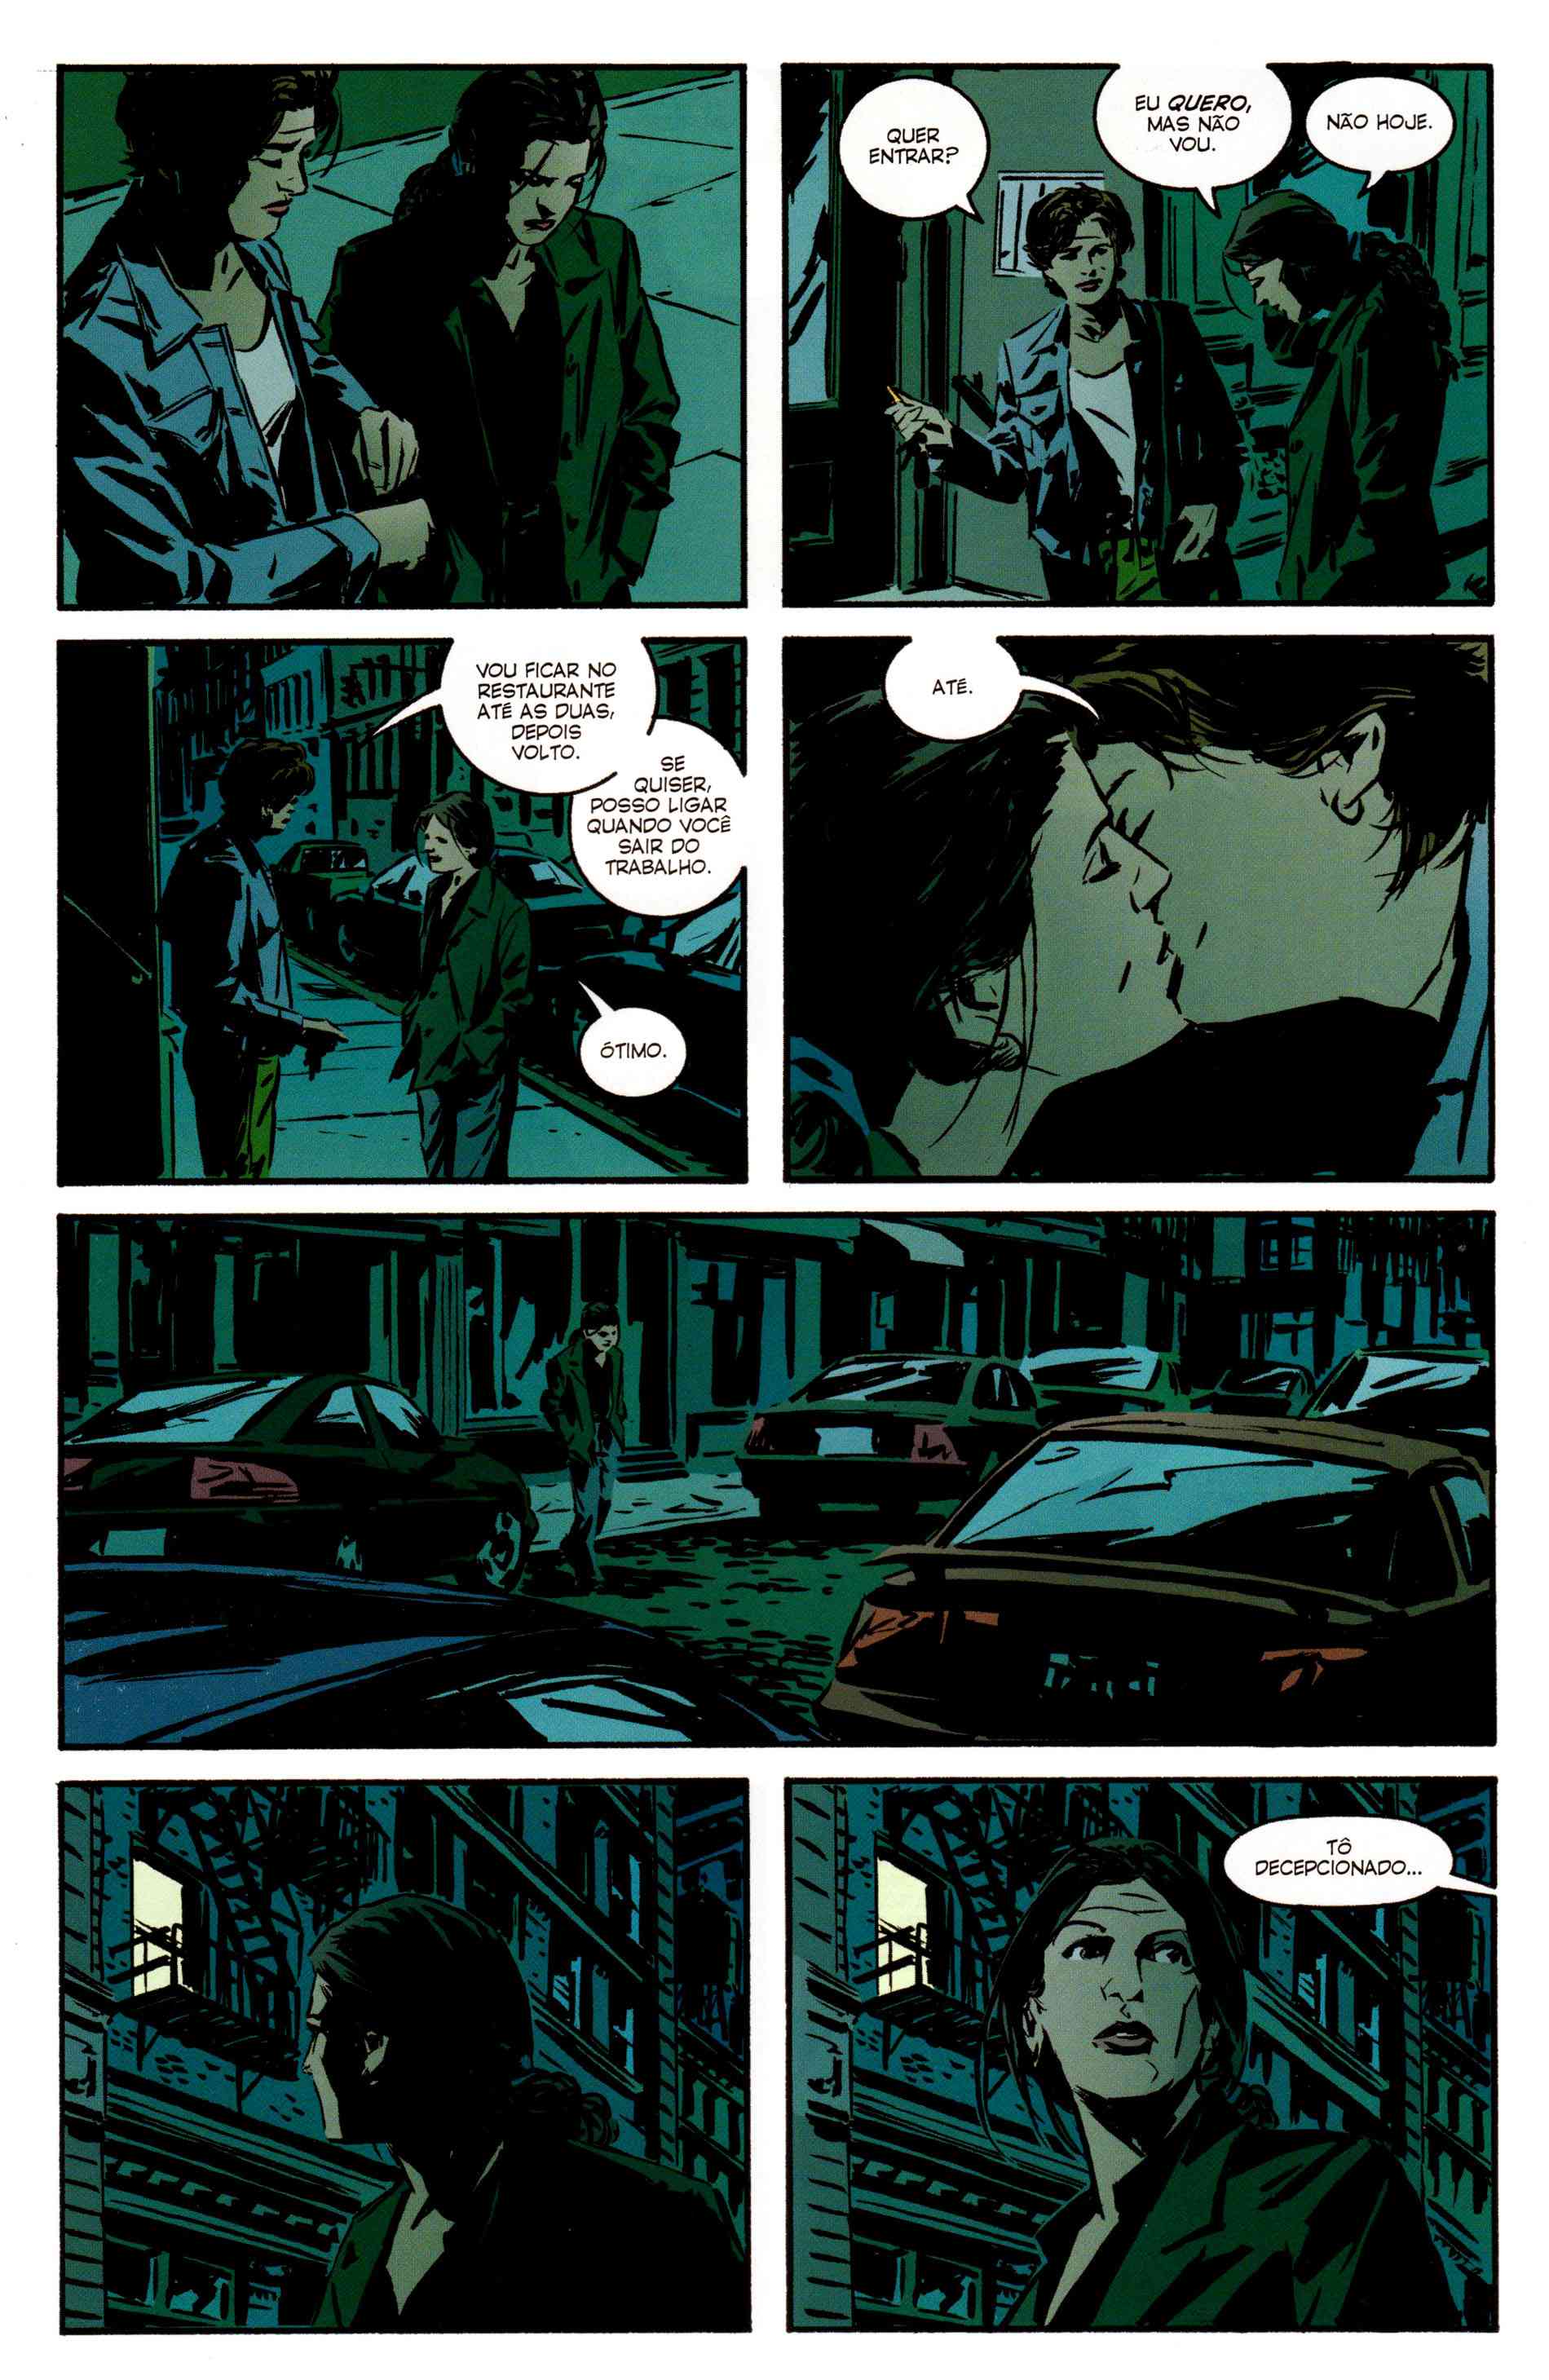 QUER
ENTRAR?
EU QUERO,
MAS NÃO
VOU.
NÃO HOJE.
VOU FICAR NO
RESTAURANTE
ATÉ AS DUAS,
DEPOIS
VOLTO.
SE
QUISER,
POSSO LIGAR
QUANDO VOCÊ
SAIR DO
TRABALHO.
ÓTIMO.
ATÉ.
TÔ
DECEPCIONADO...